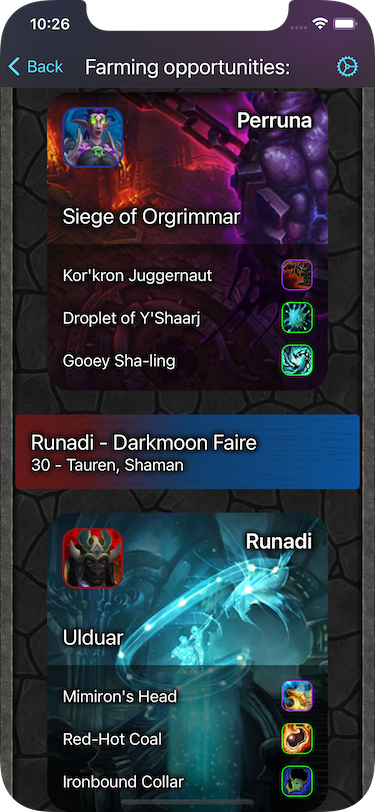 10:26
Back
Farming opportunities:
Perruna
Siege of Orgrimmar
Kor'kron Juggernaut
Droplet of Y'Shaarj
Gooey Sha-ling
Runadi - Darkmoon Faire
30 - Tauren, Shaman
Runadi
Ulduar
Mimiron's Head
Red-Hot Coal
Ironbound Collar